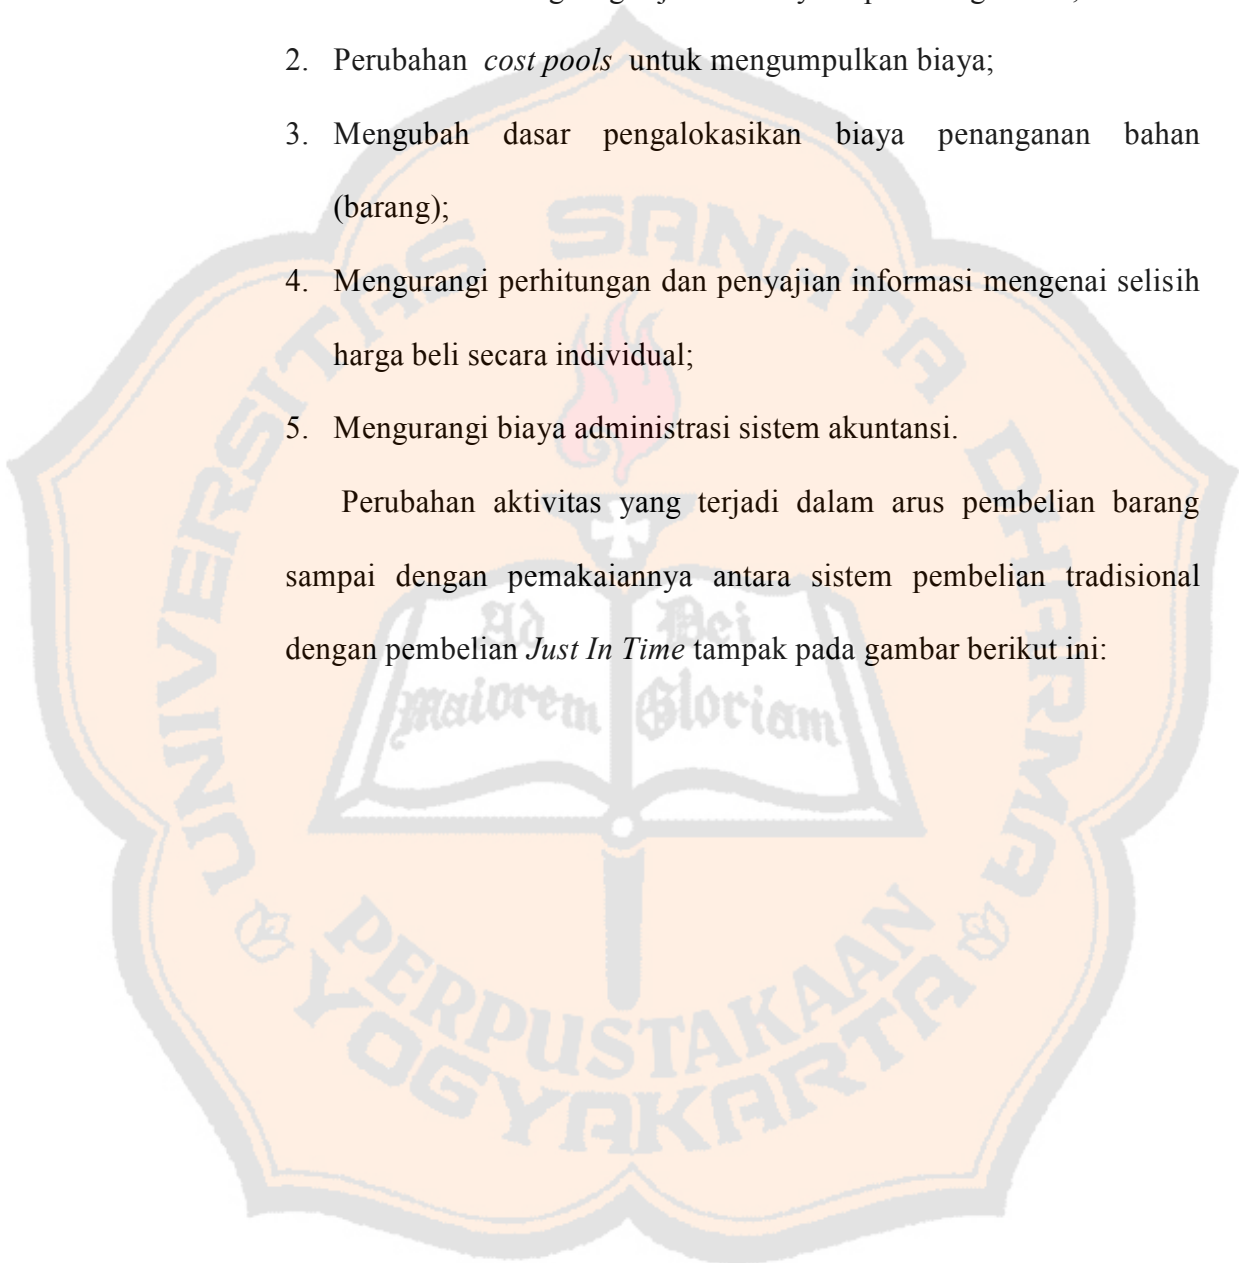 2. Perubahan cost pools untuk mengumpulkan biaya;
3. Mengubah dasar pengalokasikan biaya penanganan bahan
(barang);
4. Mengurangi perhitungan dan penyajian informasi mengenai selisih
harga beli secara individual;
5. Mengurangi biaya administrasi sistem akuntansi.
Perubahan aktivitas yang terjadi dalam arus pembelian barang
sampai dengan pemakaiannya antara sistem pembelian tradisional
dengan pembelian Just In Time tampak pada gambar berikut ini:
UNIVERSITAS SANATA DHARMA
Ad Dei
Maiorem Gloriam
PERPUSTAKAAN
YOGYAKARTA